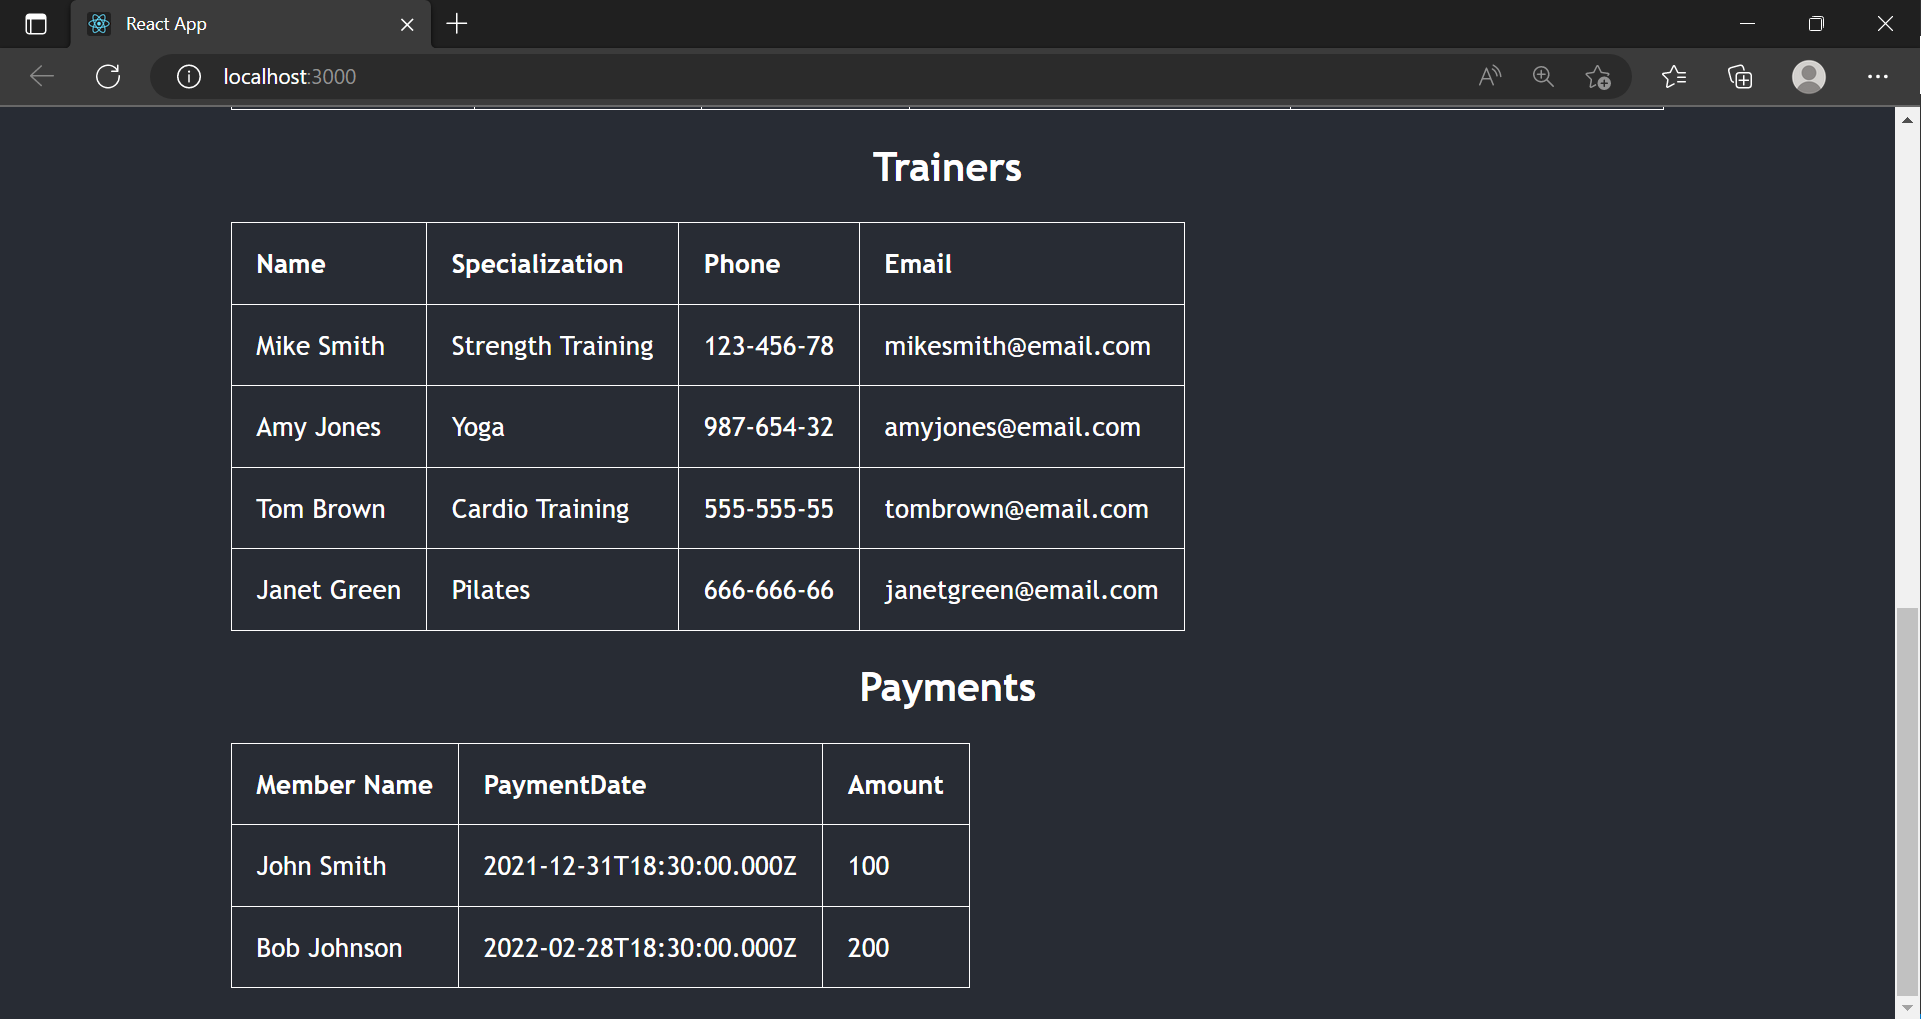 React App
localhost:3000
Trainers
Name Specialization Phone Email
Mike Smith Strength Training 123-456-78 mikesmith@email.com
Amy Jones Yoga 987-654-32 amyjones@email.com
Tom Brown Cardio Training 555-555-55 tombrown@email.com
Janet Green Pilates 666-666-66 janetgreen@email.com
Payments
Member Name PaymentDate Amount
John Smith 2021-12-31T18:30:00.000Z 100
Bob Johnson 2022-02-28T18:30:00.000Z 200